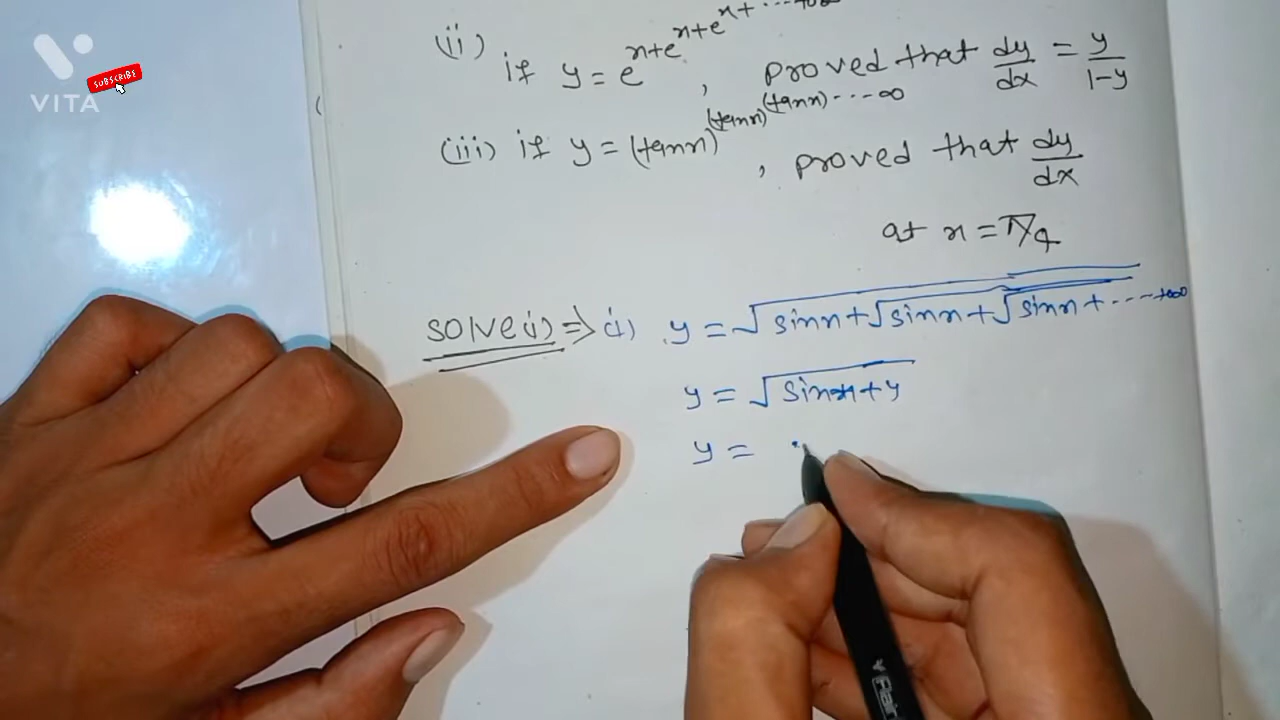 VITA
SUBSCRIBE
(ii) if y = e^x+e^x+e^x+····+∞, proved that dy/dx = y/1-y
(iii) if y = (tanx)^(tanx)^(tanx)····∞, proved that dy/dx
at x = π/4
SOLVE(i) ⇒ (i) y = √sinx+√sinx+√sinx+····+∞
y = √sinx+y
y =
Flair